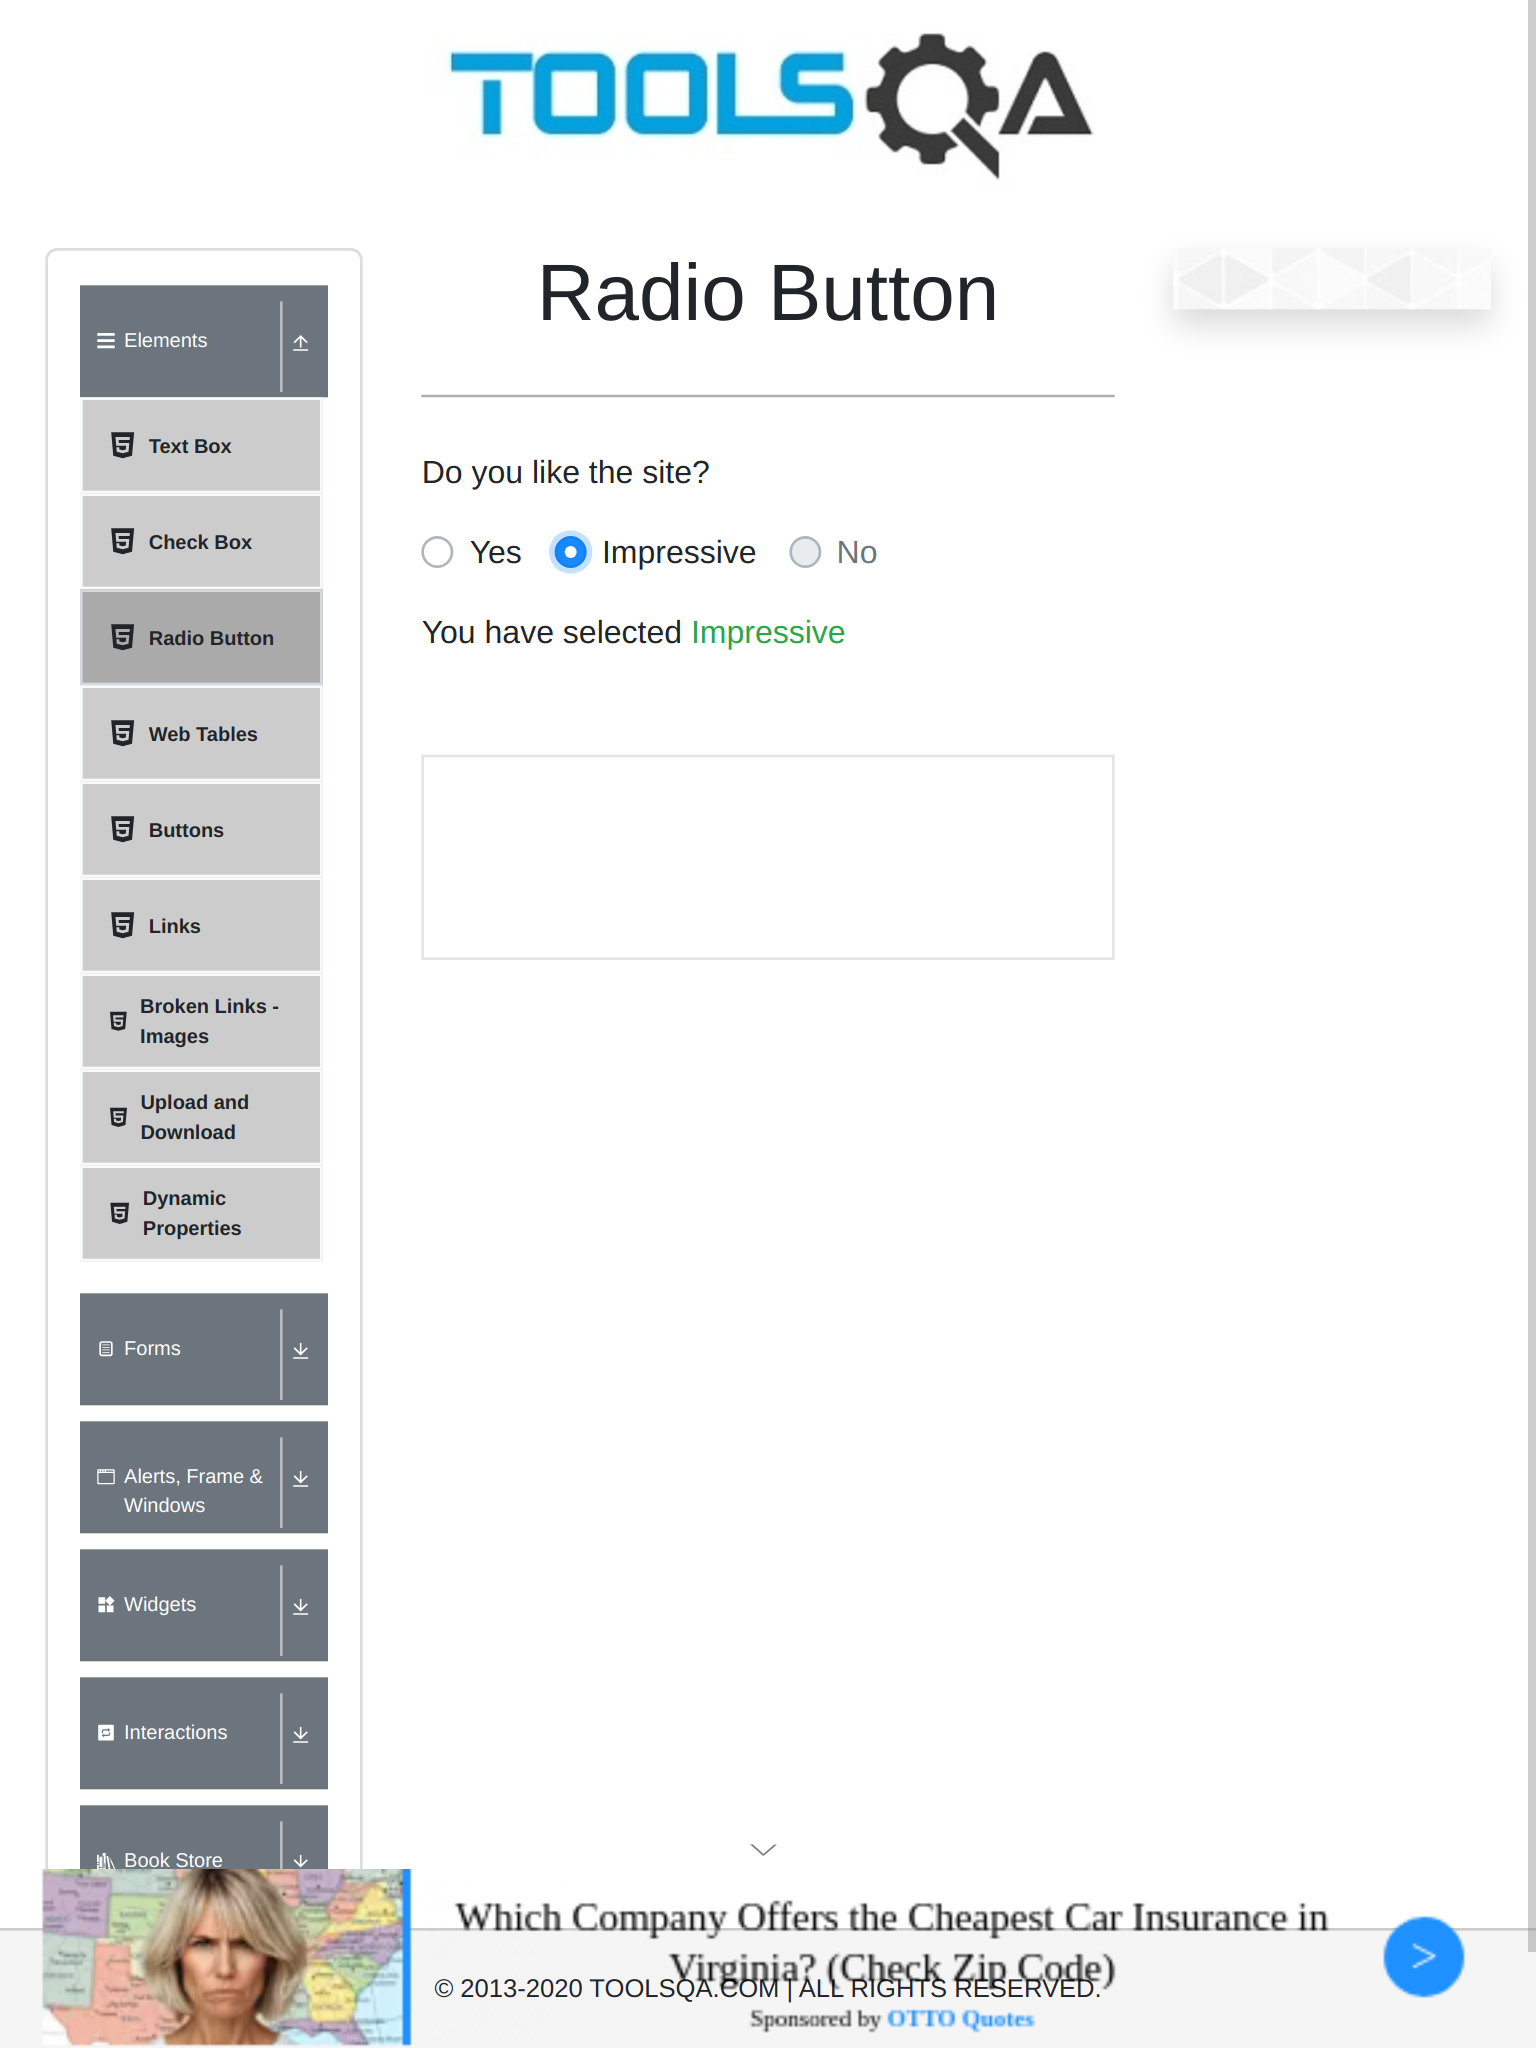 TOOLSQA
Radio Button
Elements
Text Box
Check Box
Radio Button
Web Tables
Buttons
Links
Broken Links -
Images
Upload and
Download
Dynamic
Properties
Forms
Alerts, Frame &
Windows
Widgets
Interactions
Book Store
Do you like the site?
Yes Impressive No
You have selected Impressive
Which Company Offers the Cheapest Car Insurance in
Virginia? (Check Zip Code)
© 2013-2020 TOOLSQA.COM | ALL RIGHTS RESERVED.
Sponsored by OTTO Quotes